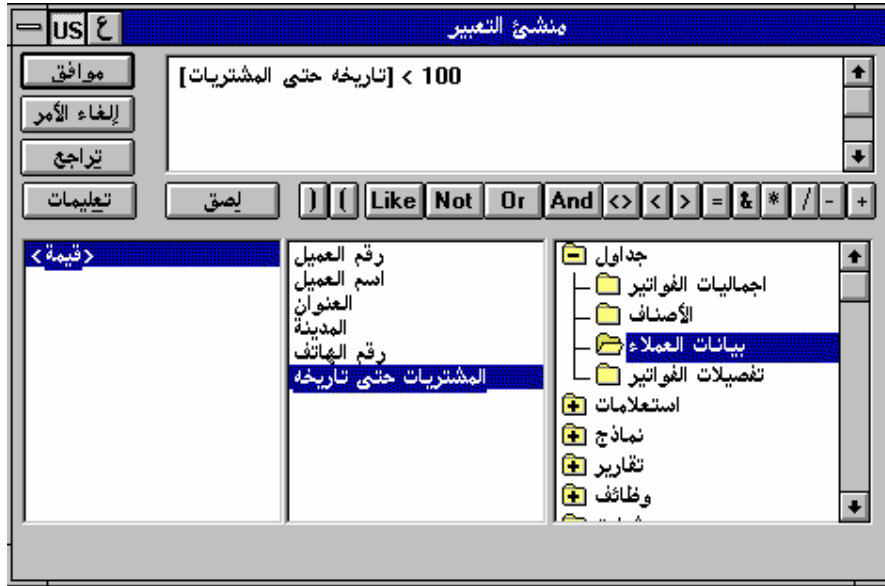 منشئ التعبير
US ع
[تاريخه حتى المشتريات] < 100
موافق
إلغاء الأمر
تراجع
تعليمات
لصق
+ - / * & = > < <> And Or Not Like ( )
جداول
اجماليات الفواتير
الأصناف
بيانات العملاء
تفصيلات الفواتير
استعلامات
نماذج
تقارير
وظائف
رقم العميل
اسم العميل
العنوان
المدينة
رقم الهاتف
المشتريات حتى تاريخه
<قيمة>